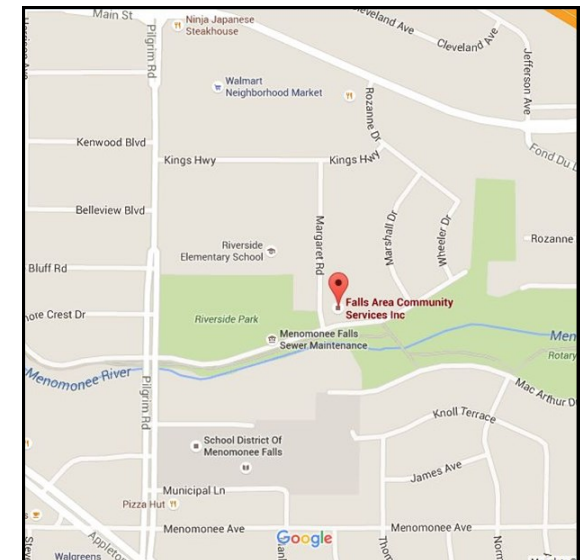 Main St
Ninja Japanese
Steakhouse
Cleveland Ave
Cleveland Ave
Jefferson Ave
Pilgrim Rd
Walmart
Neighborhood Market
Rozanne Dr
Kenwood Blvd
Kings Hwy
Kings Hwy
Fond Du L
Belleview Blvd
Margaret Rd
Marshall Dr
Wheeler Dr
Rozanne
Riverside
Elementary School
Bluff Rd
Falls Area Community
Services Inc
ore Crest Dr
Riverside Park
Menomonee Falls
Sewer Maintenance
Men
Rotary
Menomonee River
Pilgrim Rd
Mac Arthur D
Knoll Terrace
School District Of
Menomonee Falls
James Ave
Municipal Ln
Pizza Hut
Menomonee Ave
Google
Menomonee Ave
Appleton
Walgreens